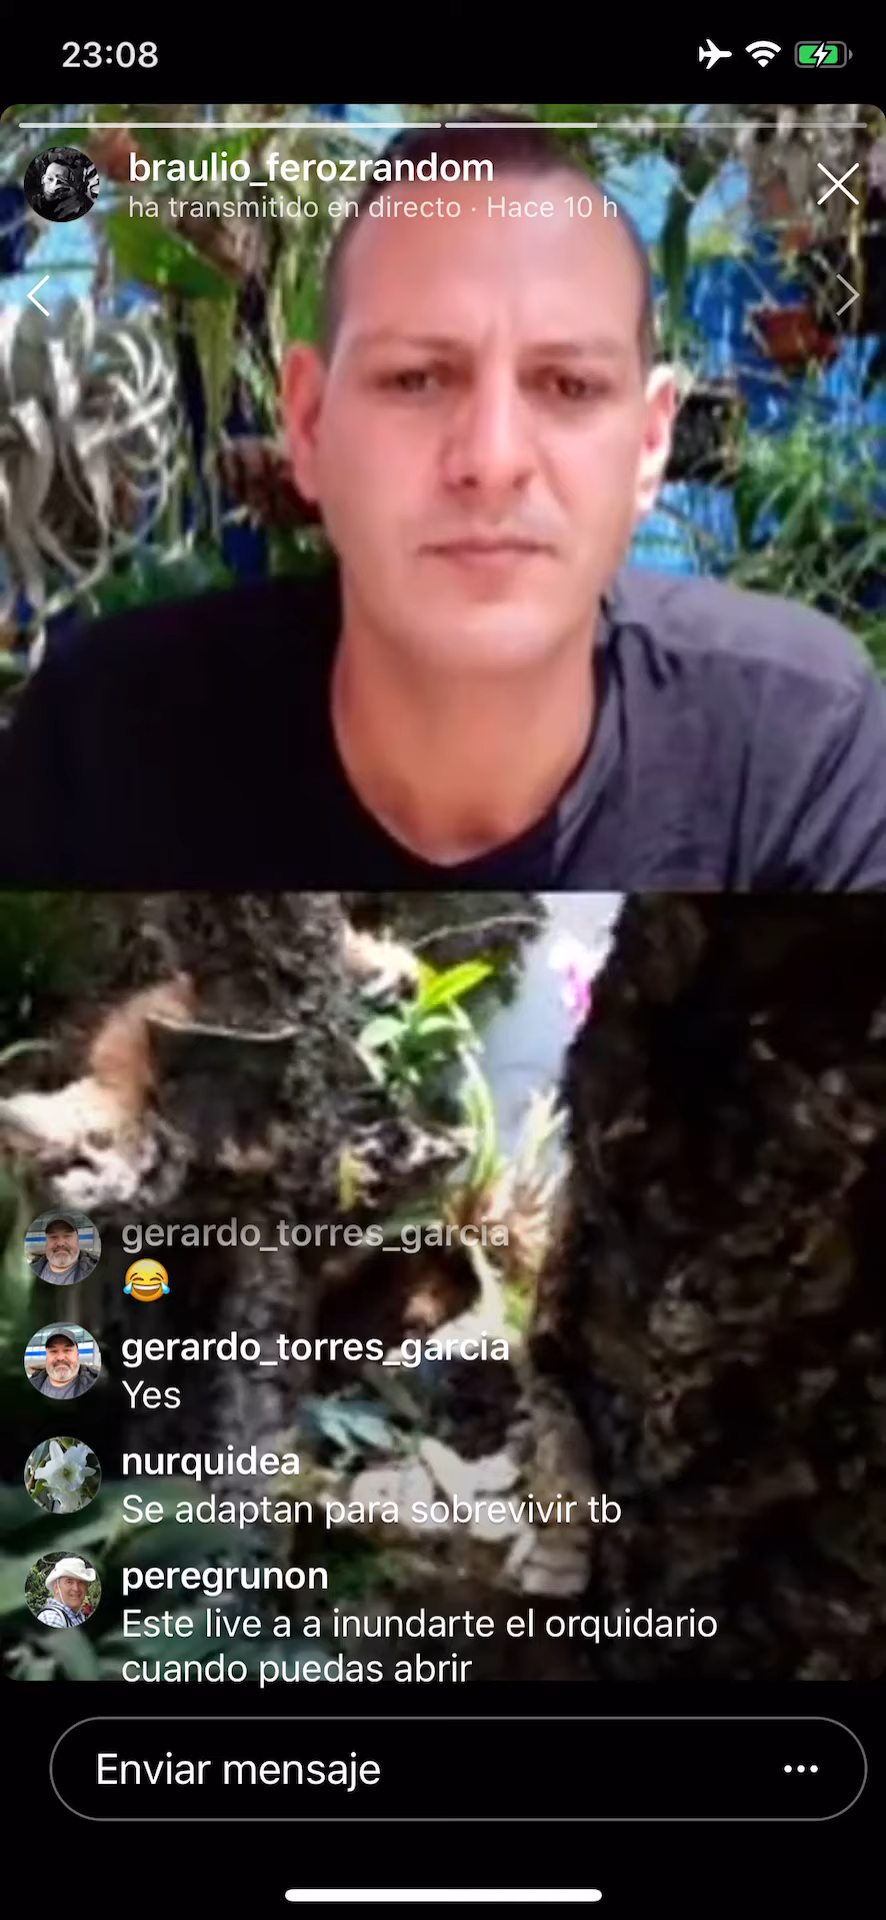 23:08
braulio_ferozrandom
ha transmitido en directo · Hace 10 h
gerardo_torres_garcia
😂
gerardo_torres_garcia
Yes
nurquidea
Se adaptan para sobrevivir tb
peregrunon
Este live a a inundarte el orquidario
cuando puedas abrir
Enviar mensaje